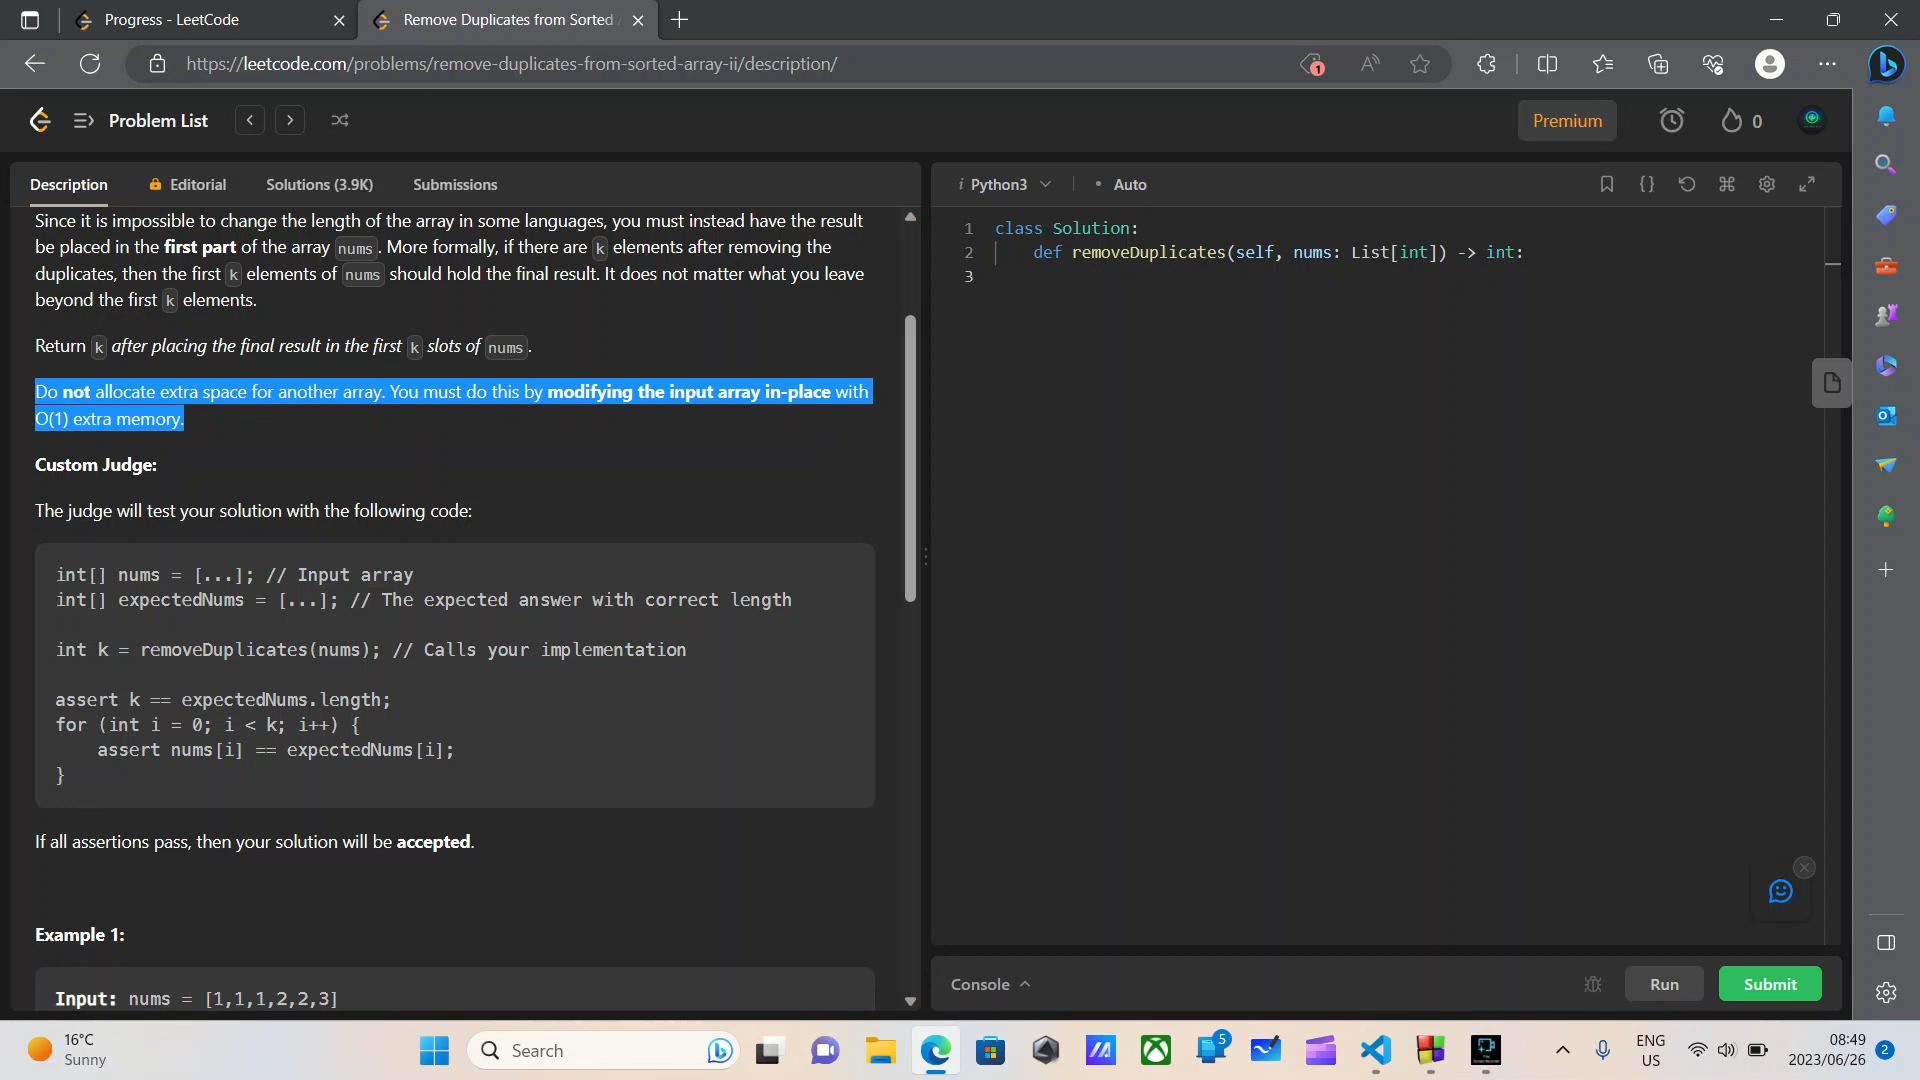 Progress - LeetCode
Remove Duplicates from Sorted
https://leetcode.com/problems/remove-duplicates-from-sorted-array-ii/description/
1
Problem List
Premium
0
Description
Editorial
Solutions (3.9K)
Submissions
Since it is impossible to change the length of the array in some languages, you must instead have the result
be placed in the first part of the array nums. More formally, if there are k elements after removing the
duplicates, then the first k elements of nums should hold the final result. It does not matter what you leave
beyond the first k elements.
Return k after placing the final result in the first k slots of nums.
Do not allocate extra space for another array. You must do this by modifying the input array in-place with
O(1) extra memory.
Custom Judge:
The judge will test your solution with the following code:
int[] nums = [...]; // Input array
int[] expectedNums = [...]; // The expected answer with correct length
int k = removeDuplicates(nums); // Calls your implementation
assert k == expectedNums.length;
for (int i = 0; i < k; i++) {
assert nums[i] == expectedNums[i];
}
If all assertions pass, then your solution will be accepted.
Example 1:
Input: nums = [1,1,1,2,2,3]
i Python3
• Auto
1 class Solution:
2 def removeDuplicates(self, nums: List[int]) -> int:
3
Console
Run
Submit
16°C
Sunny
Search
5
ENG
US
08:49
2023/06/26
2